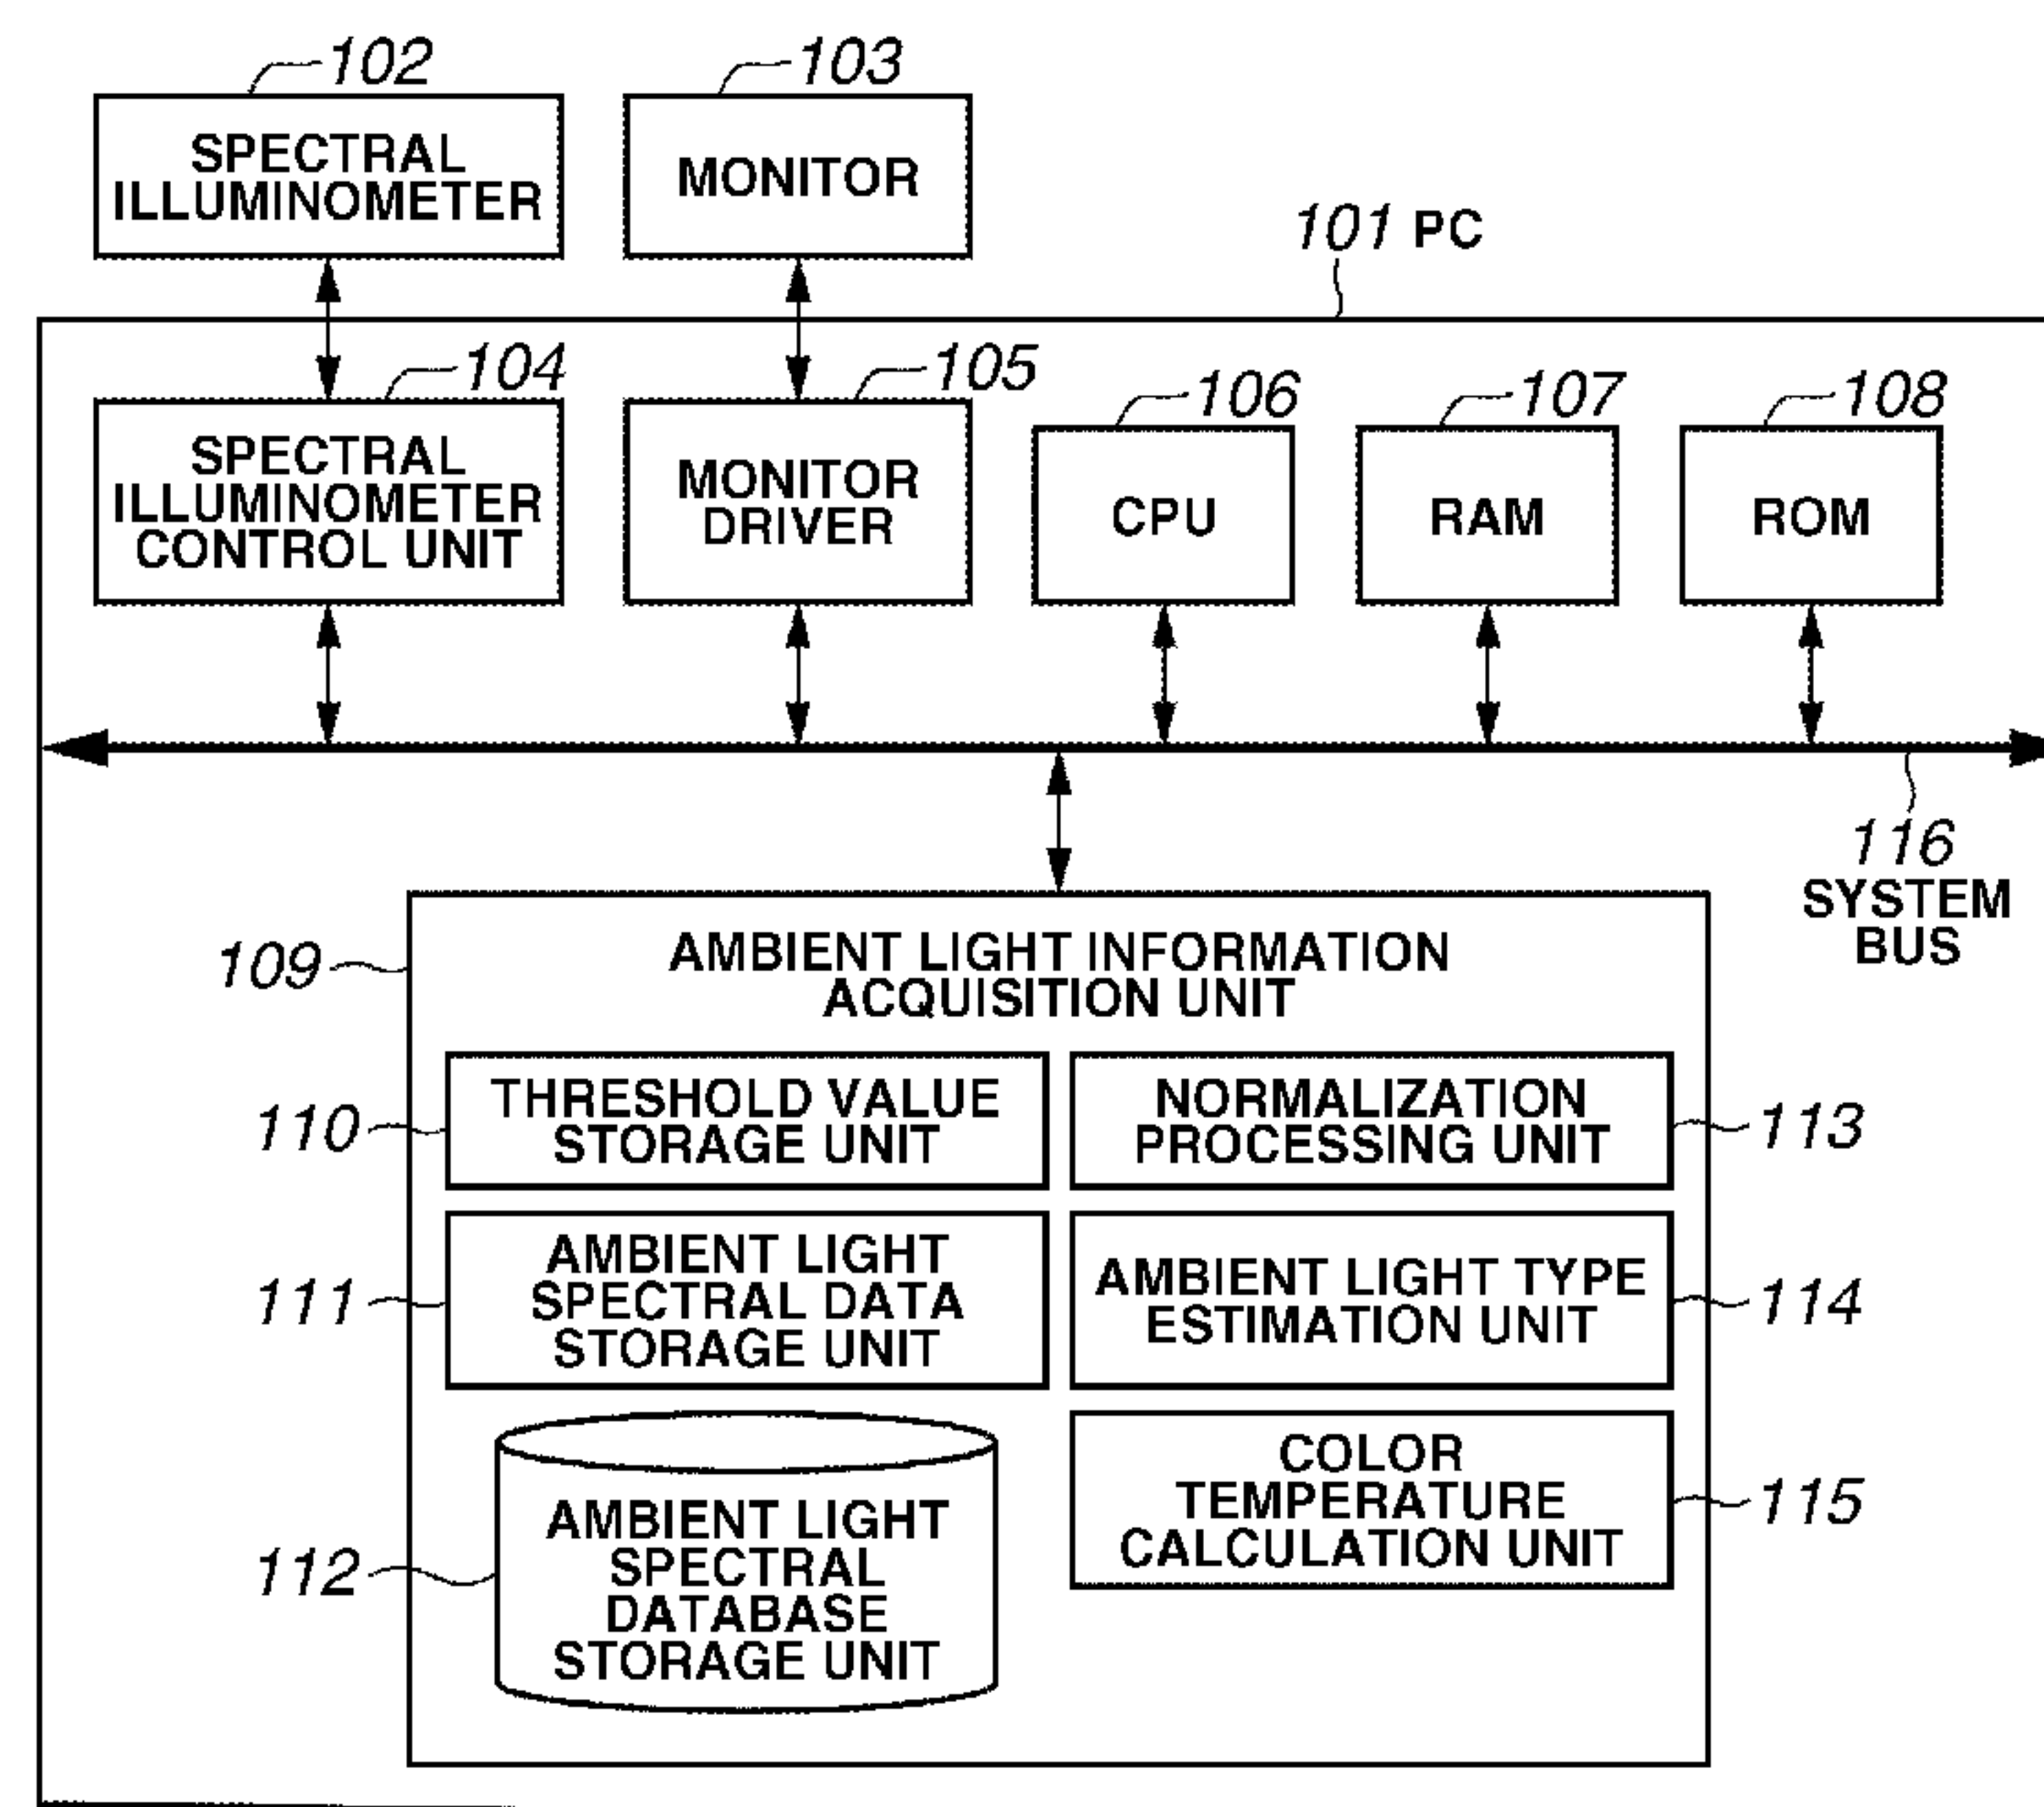 102
103
SPECTRAL
ILLUMINOMETER
MONITOR
101 PC
104
105
106
107
108
SPECTRAL
ILLUMINOMETER
CONTROL UNIT
MONITOR
DRIVER
CPU
RAM
ROM
116
SYSTEM
BUS
109
AMBIENT LIGHT INFORMATION
ACQUISITION UNIT
110
THRESHOLD VALUE
STORAGE UNIT
NORMALIZATION
PROCESSING UNIT
113
111
AMBIENT LIGHT
SPECTRAL DATA
STORAGE UNIT
AMBIENT LIGHT TYPE
ESTIMATION UNIT
114
112
AMBIENT LIGHT
SPECTRAL
DATABASE
STORAGE UNIT
COLOR
TEMPERATURE
CALCULATION UNIT
115